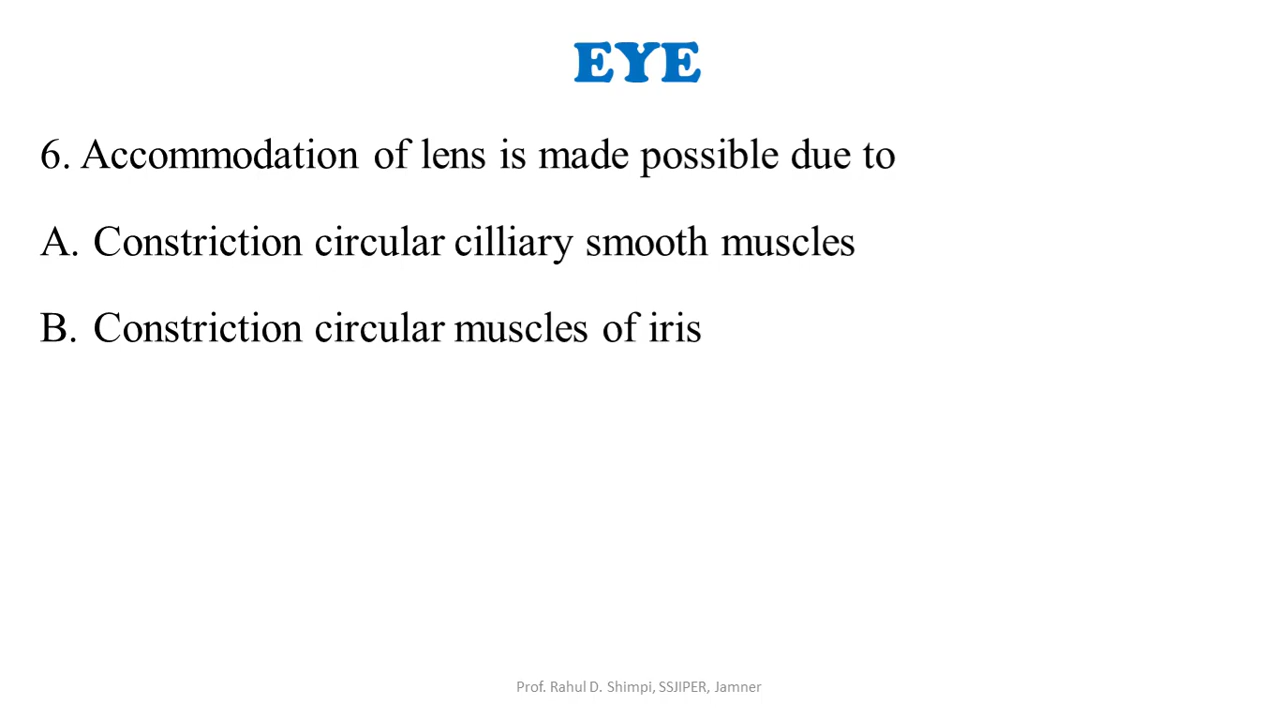 EYE
6. Accommodation of lens is made possible due to
A. Constriction circular cilliary smooth muscles
B. Constriction circular muscles of iris
Prof. Rahul D. Shimpi, SSJIPER, Jamner